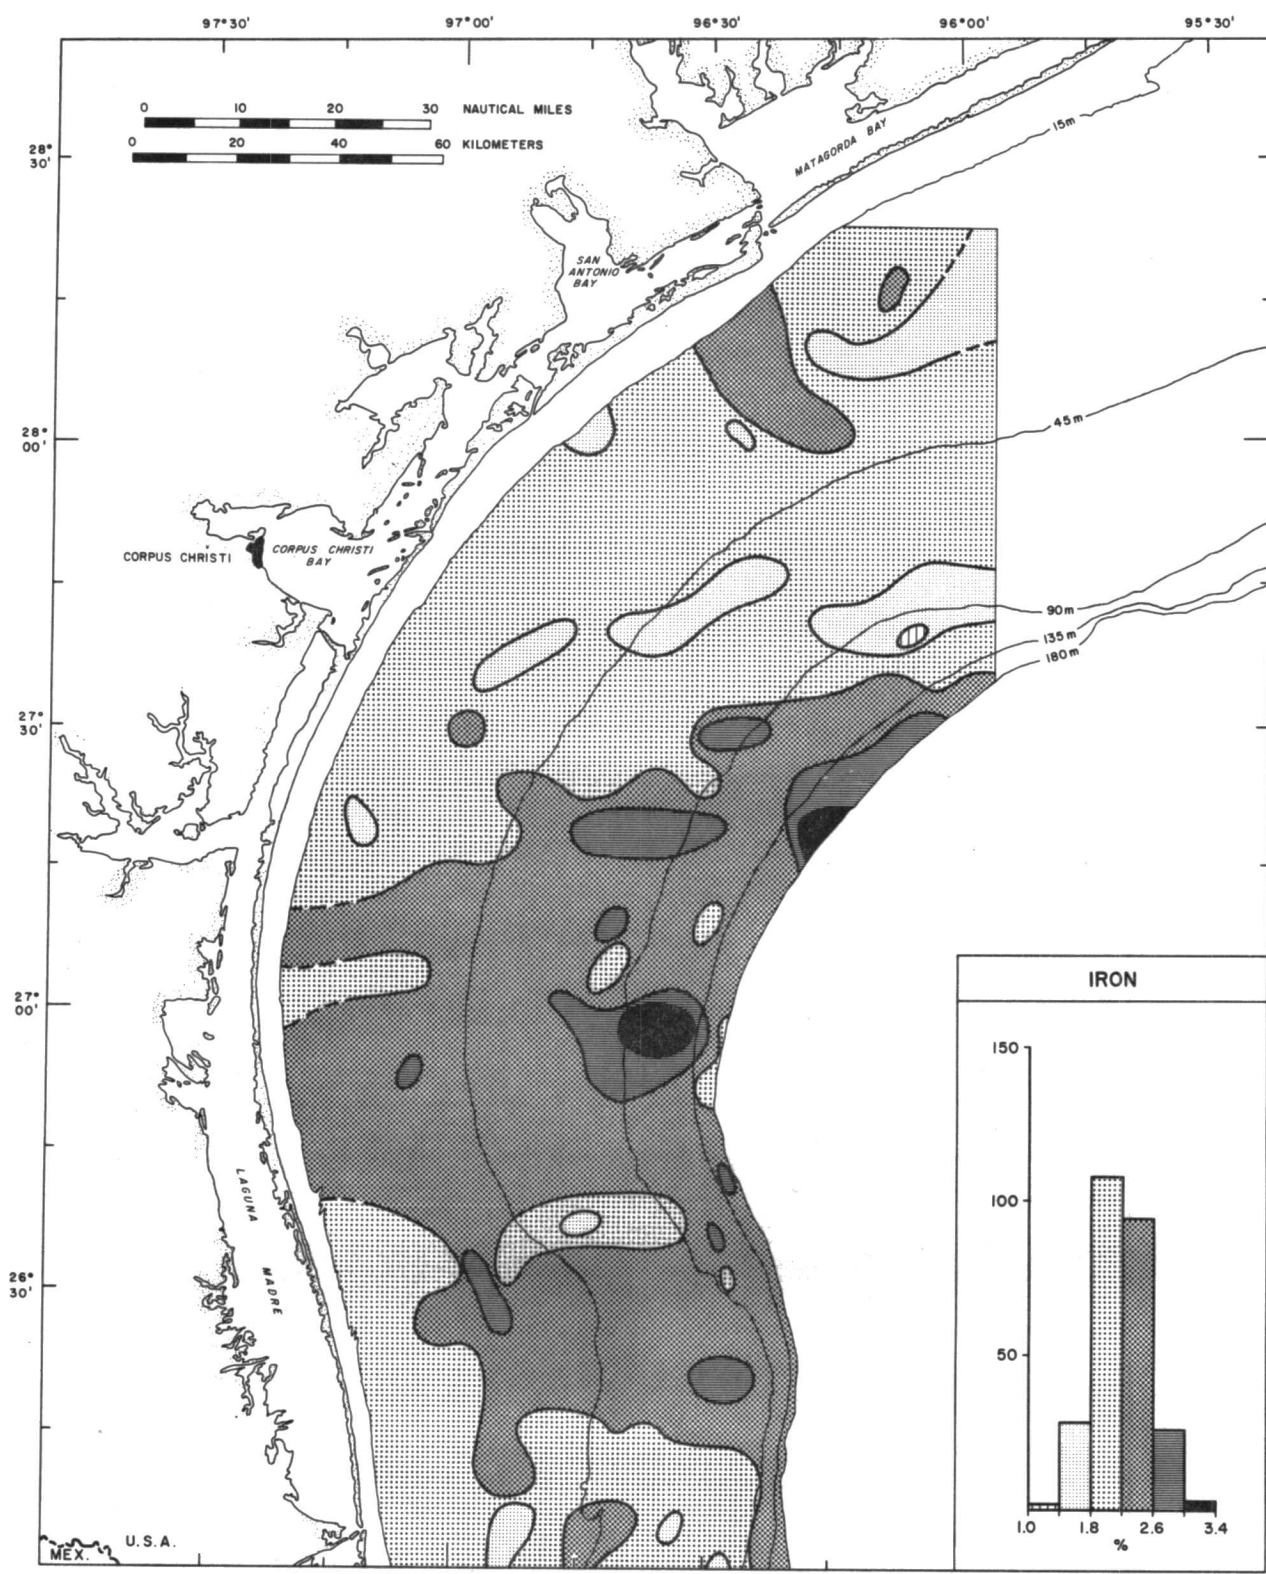 97°30'
97°00'
96°30'
96°00'
95°30'
0 10 20 30 NAUTICAL MILES
0 20 40 60 KILOMETERS
28°
30'
MATAGORDA BAY
15m
SAN
ANTONIO
BAY
28°
00'
45m
CORPUS CHRISTI
CORPUS CHRISTI
BAY
90m
135m
180m
27°
30'
27°
00'
LAGUNA MADRE
26°
30'
MEX.
U.S.A.
IRON
150
100
50
1.0 1.8 2.6 3.4
%